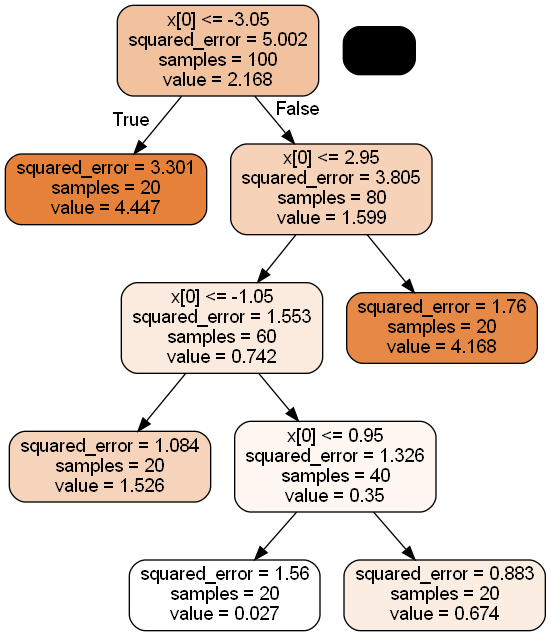 x[0] <= -3.05
squared_error = 5.002
samples = 100
value = 2.168
True
False
squared_error = 3.301
samples = 20
value = 4.447
x[0] <= 2.95
squared_error = 3.805
samples = 80
value = 1.599
x[0] <= -1.05
squared_error = 1.553
samples = 60
value = 0.742
squared_error = 1.76
samples = 20
value = 4.168
squared_error = 1.084
samples = 20
value = 1.526
x[0] <= 0.95
squared_error = 1.326
samples = 40
value = 0.35
squared_error = 1.56
samples = 20
value = 0.027
squared_error = 0.883
samples = 20
value = 0.674